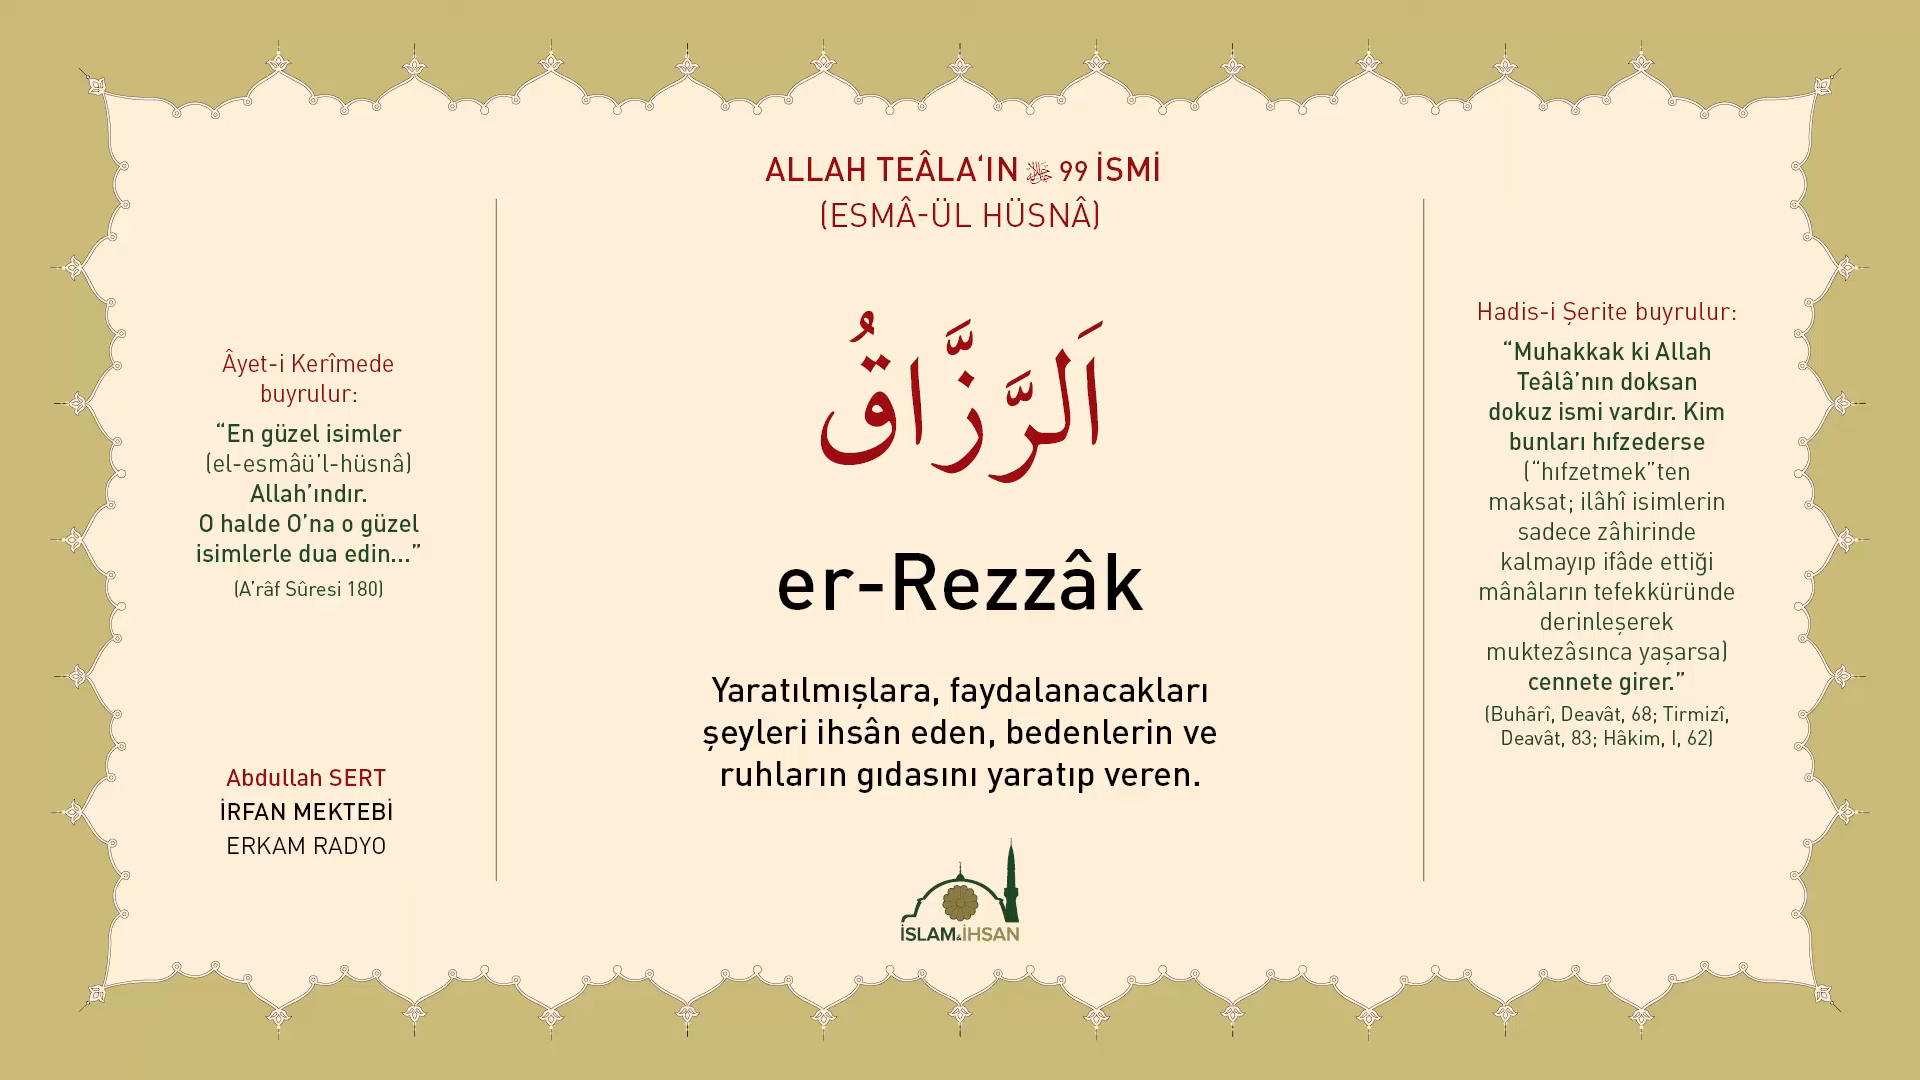 ALLAH TEÂLA‘IN ﷻ 99 İSMİ
(ESMÂ-ÜL HÜSNÂ)
Âyet-i Kerîmede
buyrulur:
“En güzel isimler
(el-esmâü’l-hüsnâ)
Allah’ındır.
O halde O’na o güzel
isimlerle dua edin...”
(A’râf Sûresi 180)
Abdullah SERT
İRFAN MEKTEBİ
ERKAM RADYO
اَلرَّزَّاقُ
er-Rezzâk
Yaratılmışlara, faydalanacakları
şeyleri ihsân eden, bedenlerin ve
ruhların gıdasını yaratıp veren.
İSLAM&İHSAN
Hadis-i Şerite buyrulur:
“Muhakkak ki Allah
Teâlâ’nın doksan
dokuz ismi vardır. Kim
bunları hıfzederse
(“hıfzetmek”ten
maksat; ilâhî isimlerin
sadece zâhirinde
kalmayıp ifâde ettiği
mânâların tefekküründe
derinleşerek
muktezâsınca yaşarsa)
cennete girer.”
(Buhârî, Deavât, 68; Tirmizî,
Deavât, 83; Hâkim, I, 62)